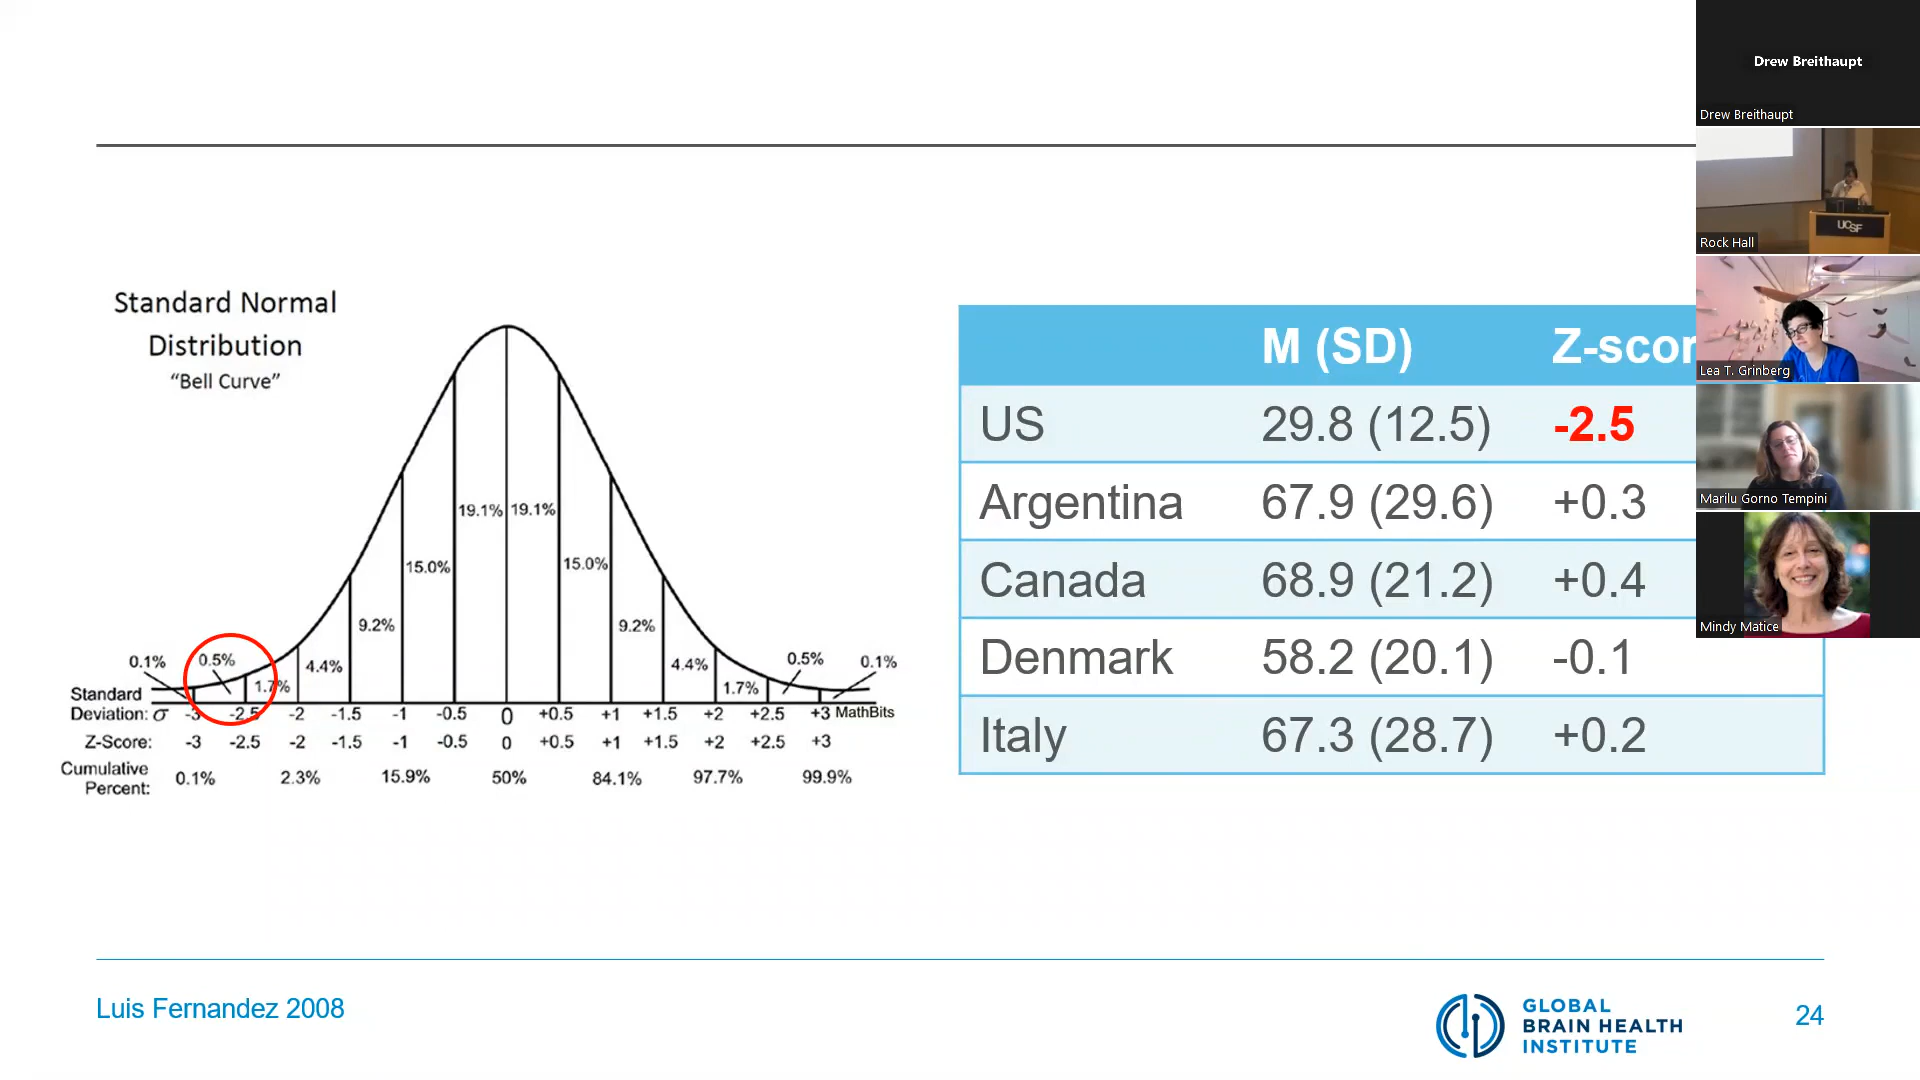 Standard Normal
Distribution
“Bell Curve”
19.1% 19.1%
15.0% 15.0%
9.2% 9.2%
0.1% 0.5% 1.7% 4.4% 4.4% 1.7% 0.5% 0.1%
Standard
Deviation: σ -3 -2.5 -2 -1.5 -1 -0.5 0 +0.5 +1 +1.5 +2 +2.5 +3 MathBits
Z-Score: -3 -2.5 -2 -1.5 -1 -0.5 0 +0.5 +1 +1.5 +2 +2.5 +3
Cumulative
Percent: 0.1% 2.3% 15.9% 50% 84.1% 97.7% 99.9%
M (SD) Z-scor
US 29.8 (12.5) -2.5
Argentina 67.9 (29.6) +0.3
Canada 68.9 (21.2) +0.4
Denmark 58.2 (20.1) -0.1
Italy 67.3 (28.7) +0.2
Drew Breithaupt
Drew Breithaupt
UCSF
Rock Hall
Lea T. Grinberg
Marilu Gorno Tempini
Mindy Matice
Luis Fernandez 2008
GLOBAL
BRAIN HEALTH
INSTITUTE
24